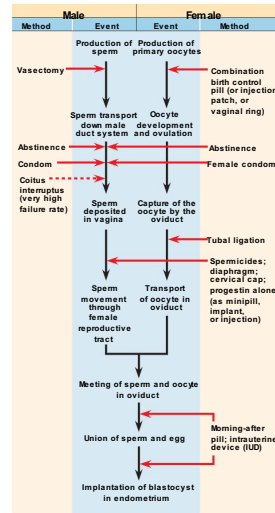 Male Female
Method Event Event Method
Production of
sperm
Production of
primary oocytes
Vasectomy
Combination
birth control
pill (or injection,
patch, or
vaginal ring)
Sperm transport
down male
duct system
Oocyte
development
and ovulation
Abstinence
Abstinence
Condom
Female condom
Coitus
interruptus
(very high
failure rate)
Sperm
deposited in
vagina
Capture of the
oocyte by the
oviduct
Tubal ligation
Spermicides;
diaphragm;
cervical cap;
progestin alone
(as minipill,
implant,
or injection)
Sperm
movement
through
female
reproductive
tract
Transport
of oocyte in
oviduct
Meeting of sperm and oocyte
in oviduct
Morning-after
pill; intrauterine
device (IUD)
Union of sperm and egg
Implantation of blastocyst
in endometrium